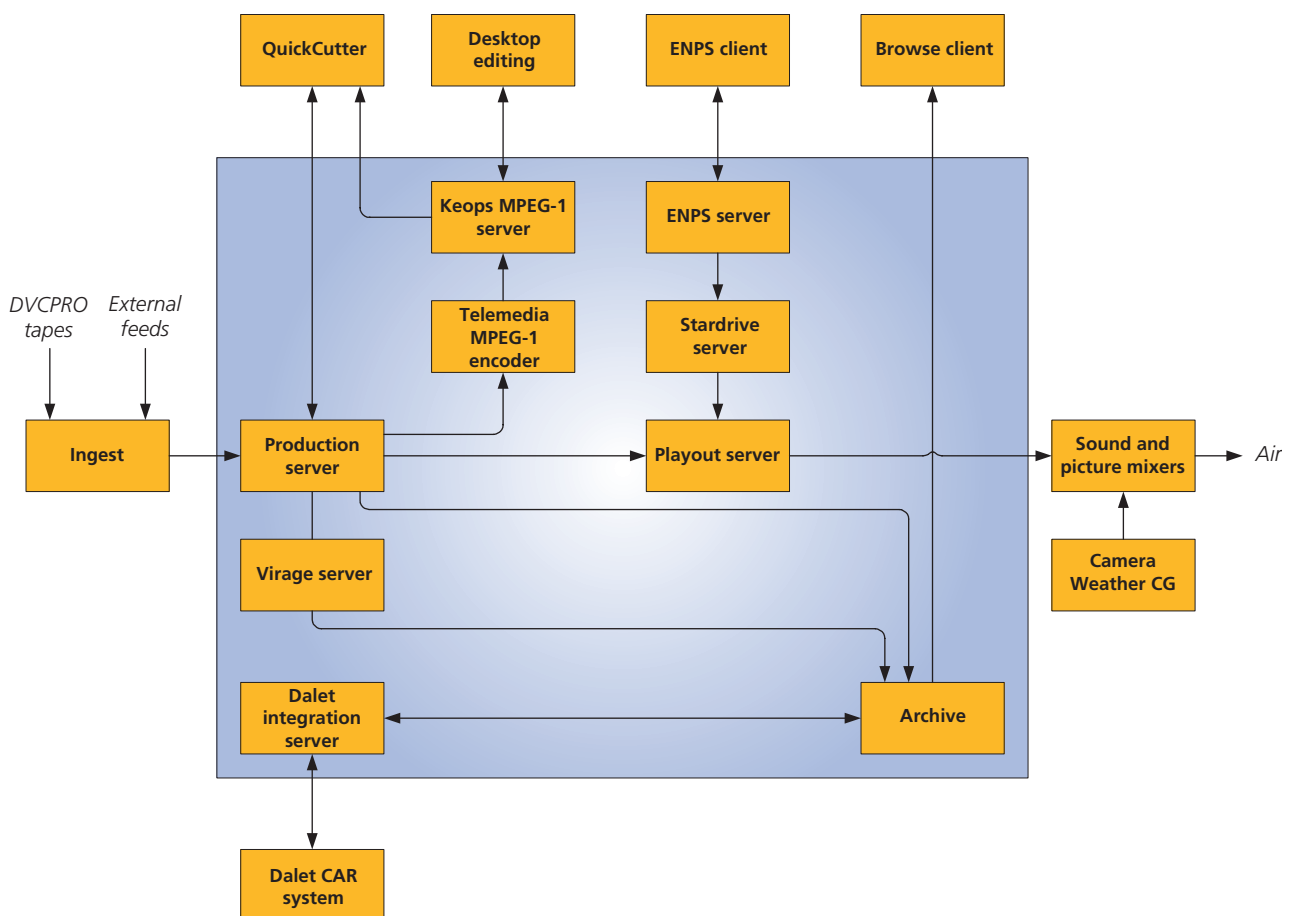 QuickCutter
Desktop
editing
ENPS client
Browse client
Keops MPEG-1
server
ENPS server
DVCPRO
tapes
External
feeds
Telemedia
MPEG-1
encoder
Stardrive
server
Ingest
Production
server
Playout server
Sound and
picture mixers
Air
Virage server
Camera
Weather CG
Dalet
integration
server
Archive
Dalet CAR
system